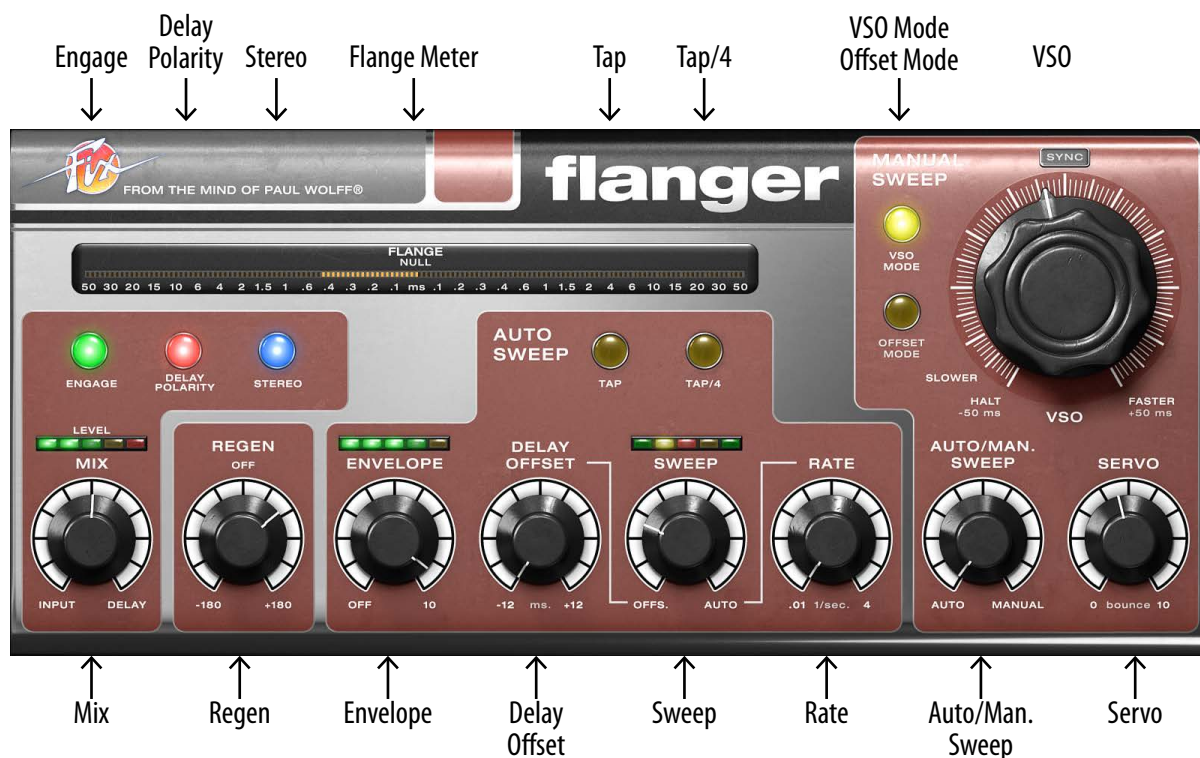 Engage
Delay
Polarity
Stereo
Flange Meter
Tap
Tap/4
VSO Mode
Offset Mode
VSO
Fix
FROM THE MIND OF PAUL WOLFF®
flanger
MANUAL
SWEEP
SYNC
FLANGE
NULL
50 30 20 15 10 6 4 2 1.5 1 .6 .4 .3 .2 .1 ms .1 .2 .3 .4 .6 1 1.5 2 4 6 10 15 20 30 50
VSO
MODE
OFFSET
MODE
SLOWER
HALT
-50 ms
VSO
FASTER
+50 ms
ENGAGE
DELAY
POLARITY
STEREO
AUTO
SWEEP
TAP
TAP/4
LEVEL
MIX
INPUT DELAY
REGEN
OFF
-180 +180
ENVELOPE
OFF 10
DELAY
OFFSET
-12 ms. +12
SWEEP
OFFS. AUTO
RATE
.01 1/sec. 4
AUTO/MAN.
SWEEP
AUTO MANUAL
SERVO
0 bounce 10
Mix
Regen
Envelope
Delay
Offset
Sweep
Rate
Auto/Man.
Sweep
Servo